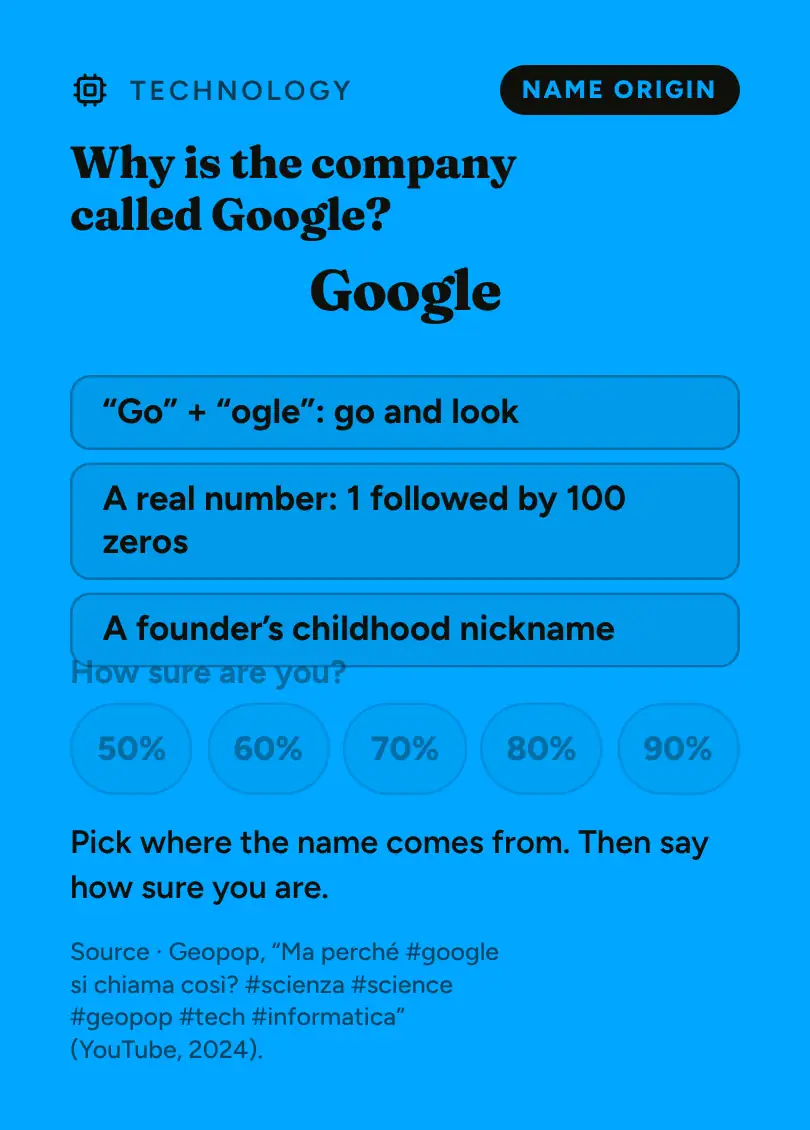 TECHNOLOGY
NAME ORIGIN
Why is the company
called Google?
Google
“Go” + “ogle”: go and look
A real number: 1 followed by 100
zeros
A founder’s childhood nickname
How sure are you?
50% 60% 70% 80% 90%
Pick where the name comes from. Then say
how sure you are.
Source · Geopop, “Ma perché #google
si chiama così? #scienza #science
#geopop #tech #informatica”
(YouTube, 2024).